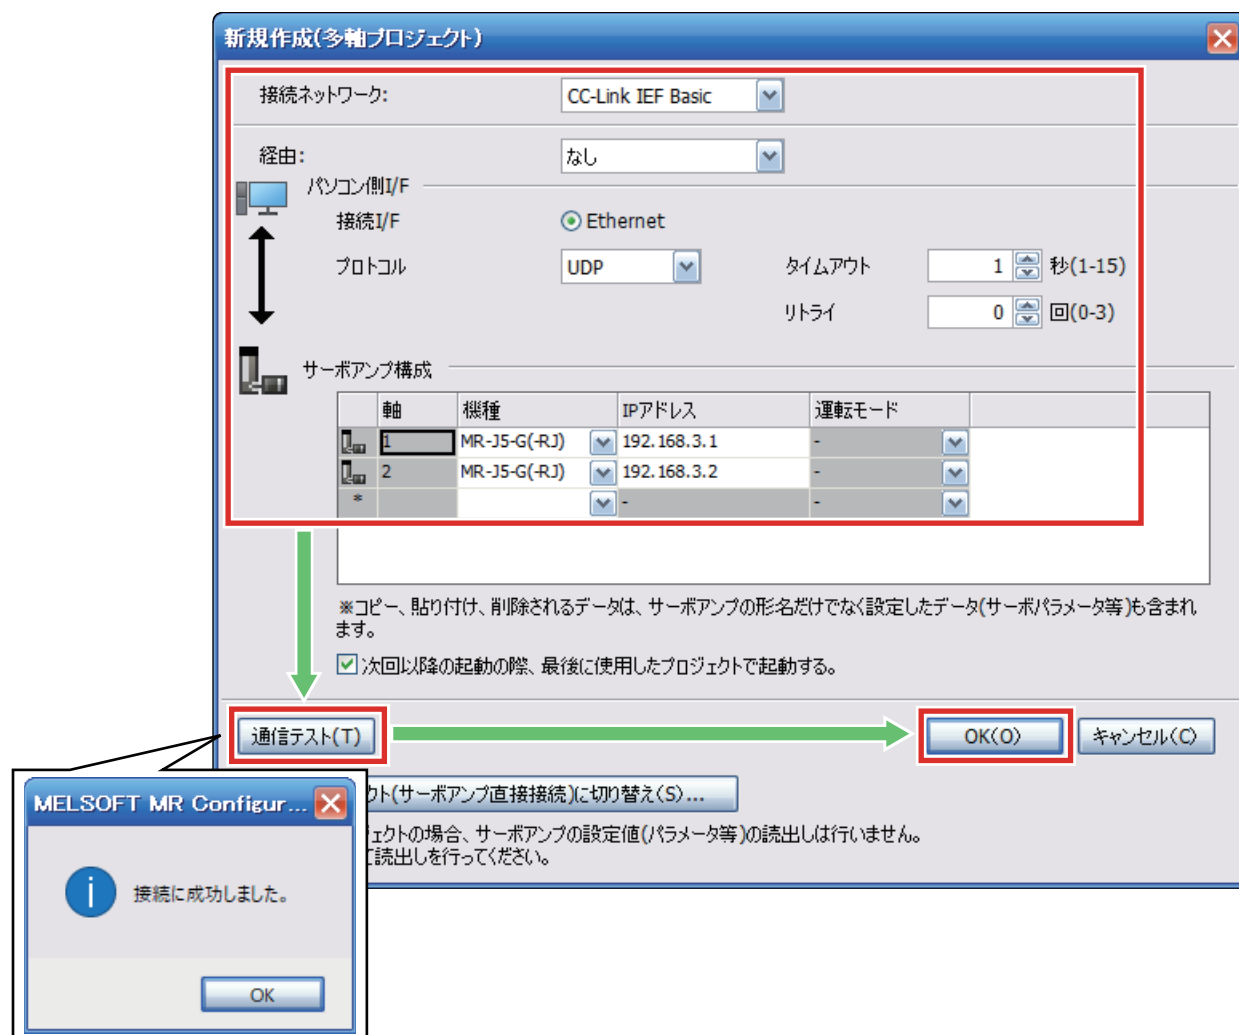 新規作成(多軸プロジェクト)
接続ネットワーク: CC-Link IEF Basic
経由: なし
パソコン側I/F
接続I/F Ethernet
プロトコル UDP タイムアウト 1 秒(1-15)
リトライ 0 回(0-3)
サーボアンプ構成
軸 機種 IPアドレス 運転モード
1 MR-J5-G(-RJ) 192.168.3.1 -
2 MR-J5-G(-RJ) 192.168.3.2 -
* - -
※コピー、貼り付け、削除されるデータは、サーボアンプの形名だけでなく設定したデータ(サーボパラメータ等)も含まれ
ます。
次回以降の起動の際、最後に使用したプロジェクトで起動する。
通信テスト(T) OK(O) キャンセル(C)
クト(サーボアンプ直接接続)に切り替え(S)...
ジェクトの場合、サーボアンプの設定値(パラメータ等)の読出しは行いません。
て読出しを行ってください。
MELSOFT MR Configur...
i
接続に成功しました。
OK